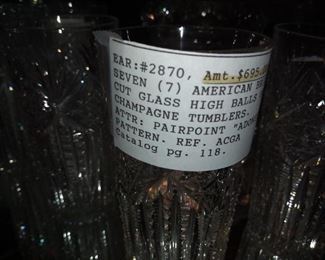 EAR:#2870, Amt.$695.
SEVEN (7) AMERICAN
CUT GLASS HIGH BALLS
CHAMPAGNE TUMBLERS.
ATTR: PAIRPOINT
PATTERN. REF. ACGA
Catalog pg. 118.